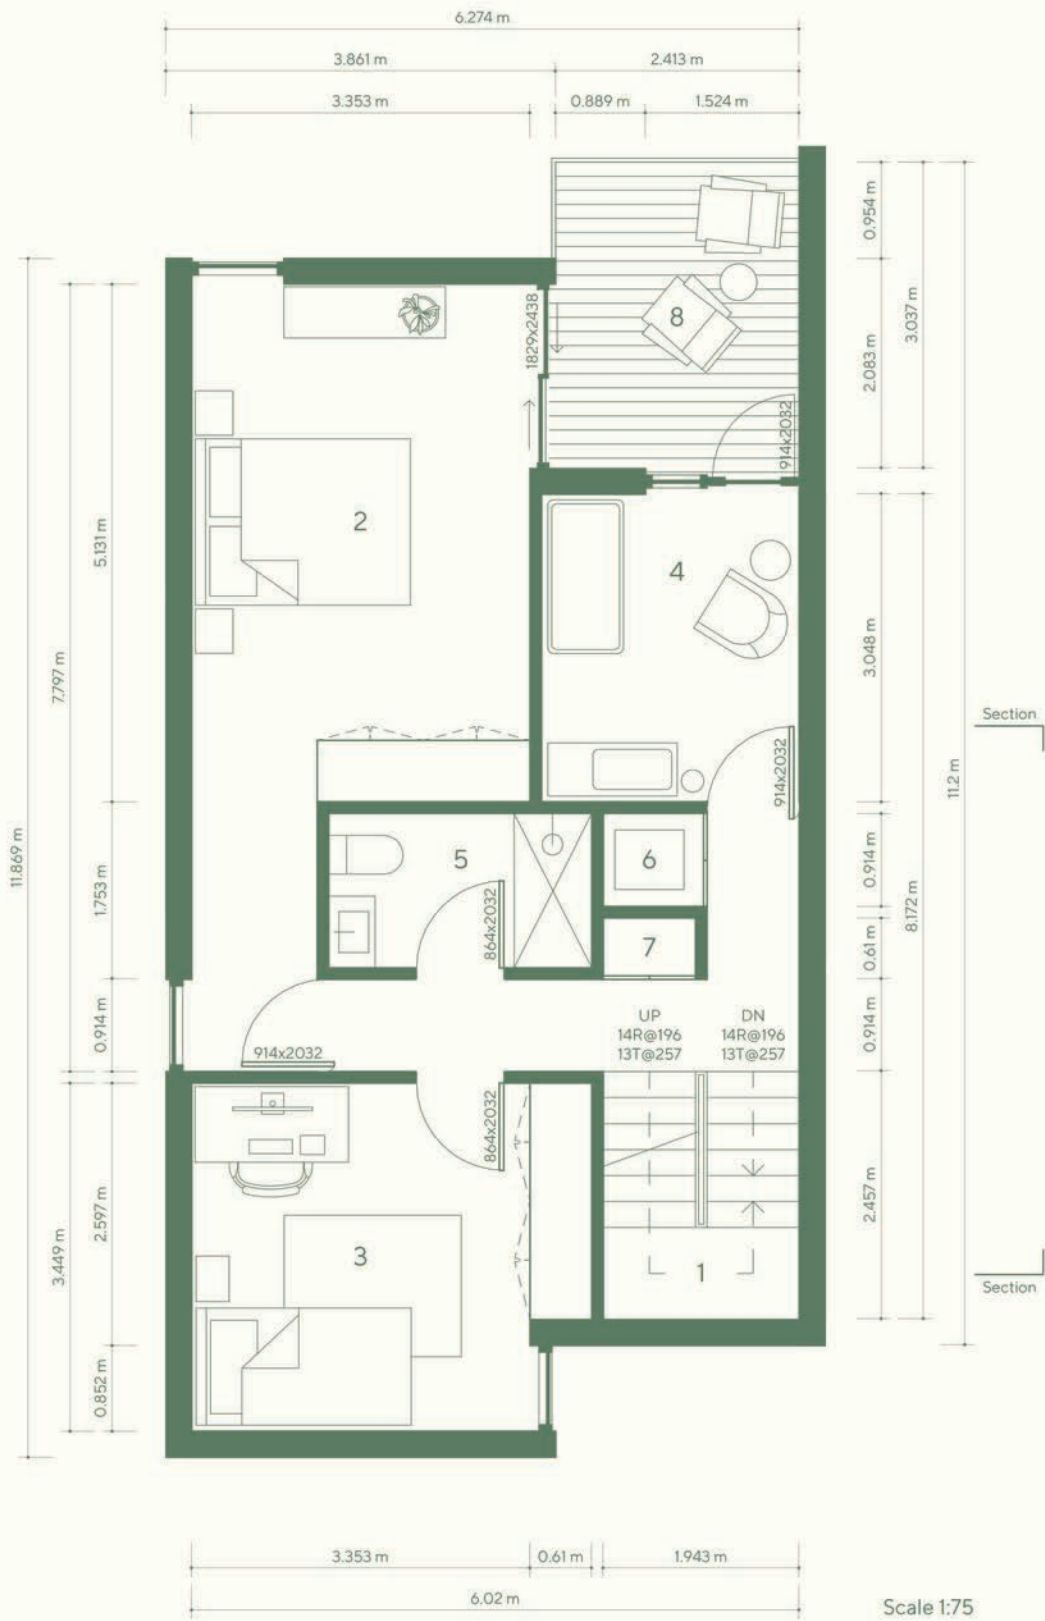 6.274 m
3.861 m
2.413 m
3.353 m
0.889 m
1.524 m
0.954 m
2.083 m
3.037 m
1829x2438
8
914x2032
2
5.131 m
4
7.797 m
3.048 m
Section
914x2032
11.2 m
11.869 m
1.753 m
5
864x2032
6
0.914 m
8.172 m
7
0.61 m
0.914 m
914x2032
UP
14R@196
13T@257
DN
14R@196
13T@257
0.914 m
864x2032
2.457 m
2.597 m
3.449 m
3
1
Section
0.852 m
3.353 m
0.61 m
1.943 m
6.02 m
Scale 1:75